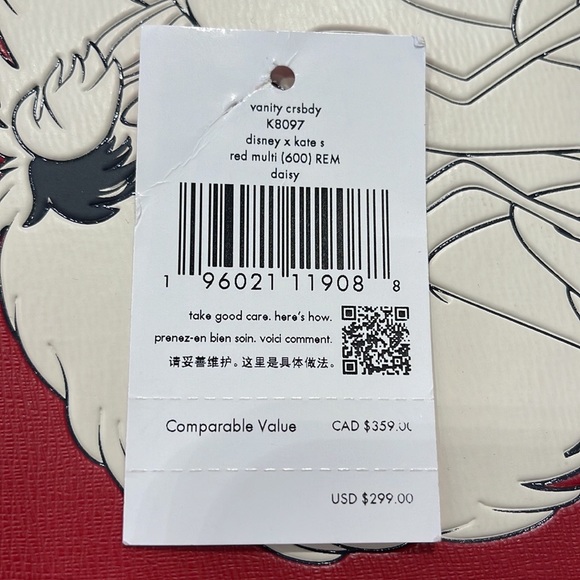 vanity crsbdy
K8097
disney x kate s
red multi (600) REM
daisy
1 96021 11908 8
take good care. here's how.
prenez-en bien soin. voici comment.
请妥善维护。这里是具体做法。
Comparable Value CAD $359.00
USD $299.00